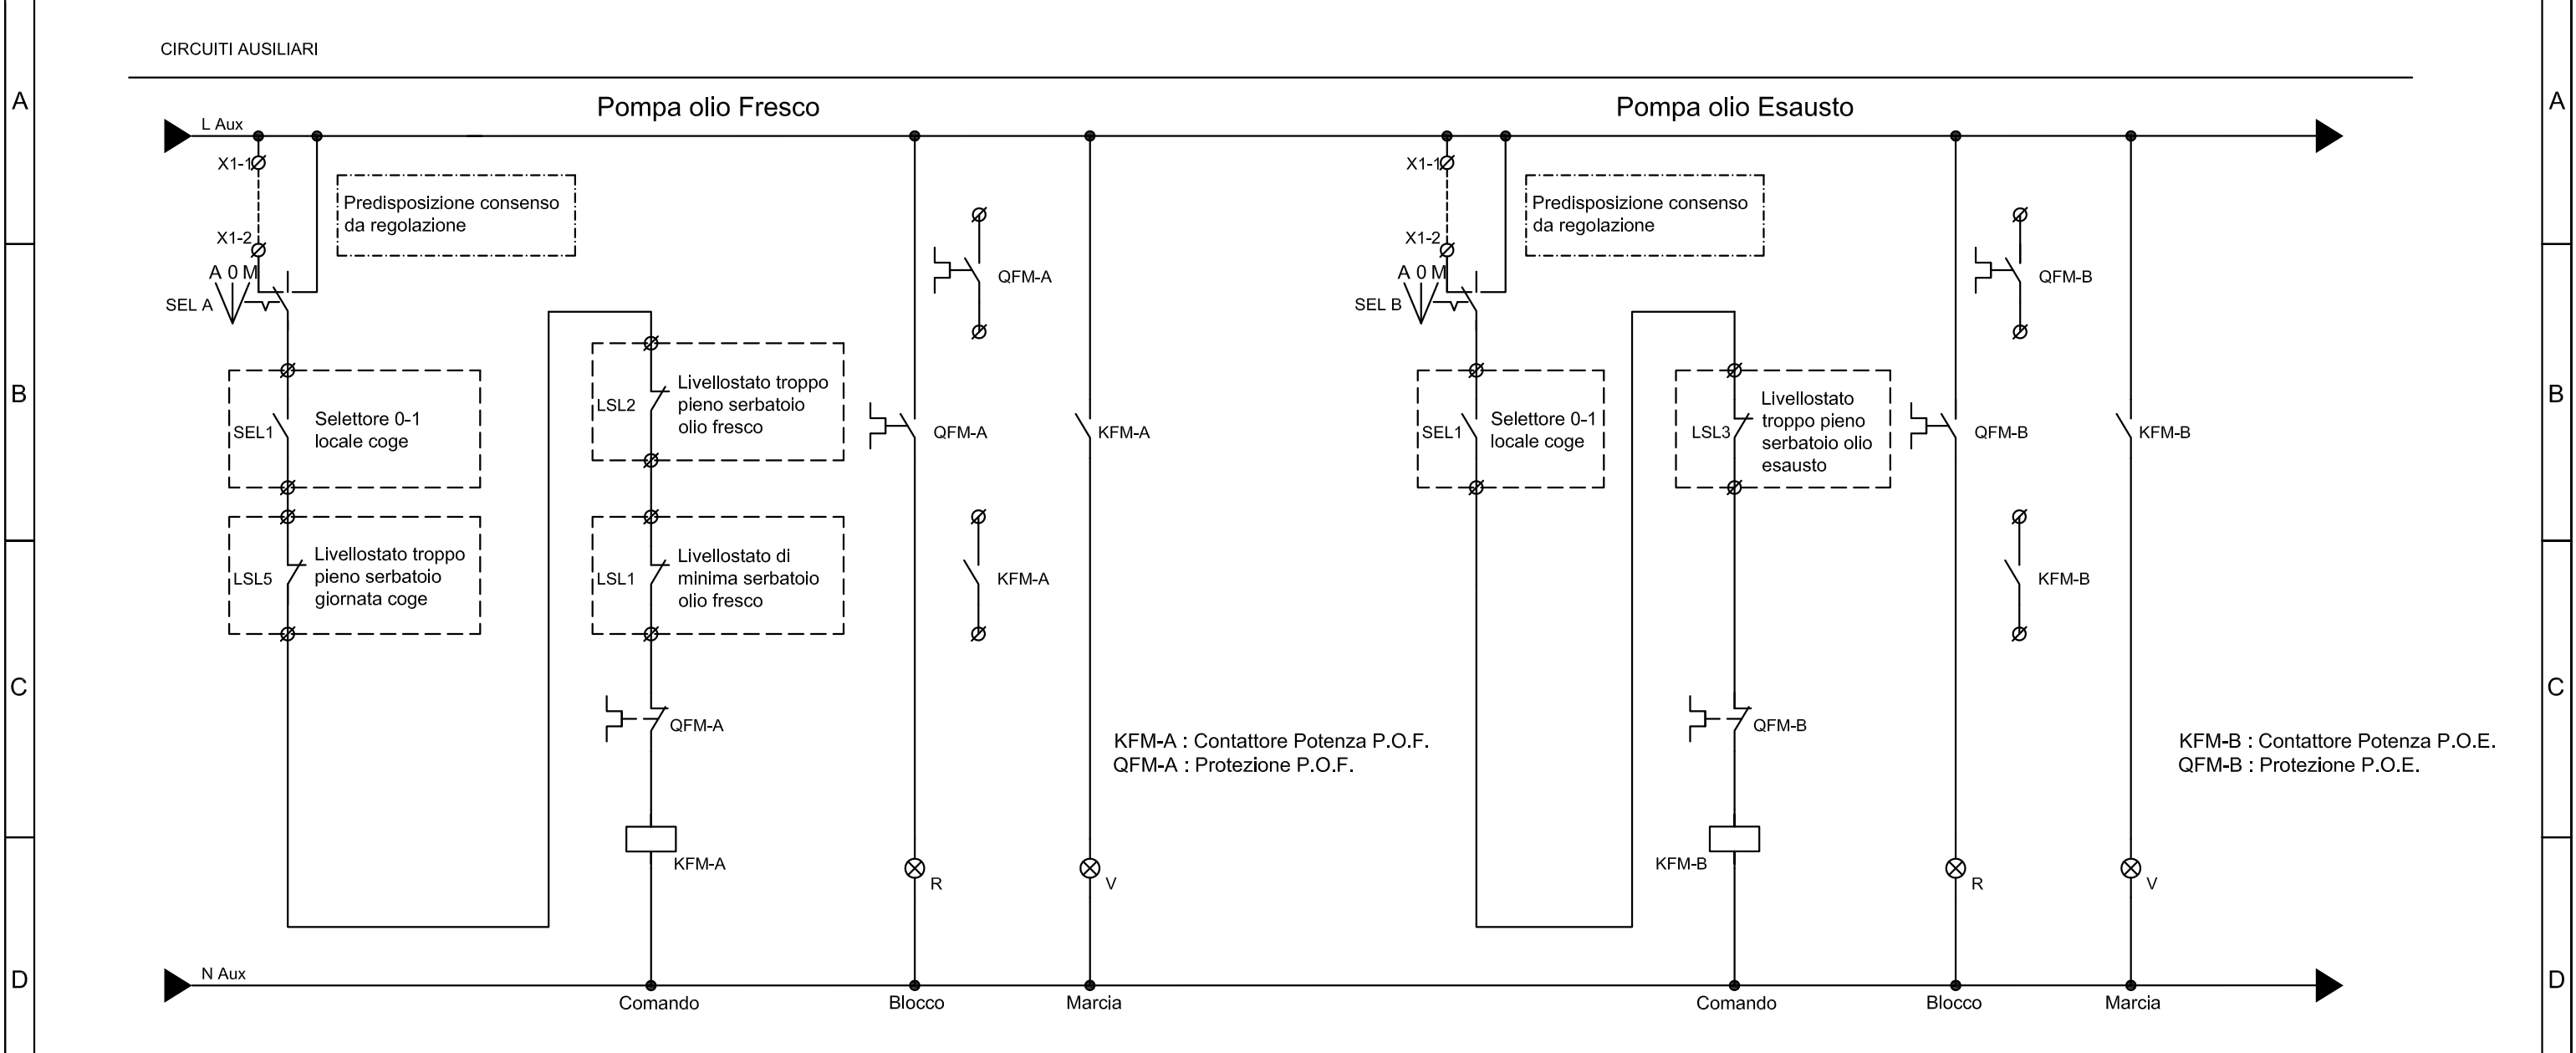 CIRCUITI AUSILIARI
A
A
Pompa olio Fresco
Pompa olio Esausto
L Aux
X1-1
X1-2
Predisposizione consenso
da regolazione
A 0 M
SEL A
SEL1
Selettore 0-1
locale coge
LSL5
Livellostato troppo
pieno serbatoio
giornata coge
LSL2
Livellostato troppo
pieno serbatoio
olio fresco
LSL1
Livellostato di
minima serbatoio
olio fresco
QFM-A
KFM-A
QFM-A
QFM-A
KFM-A
KFM-A
R
V
KFM-A : Contattore Potenza P.O.F.
QFM-A : Protezione P.O.F.
X1-1
X1-2
Predisposizione consenso
da regolazione
A 0 M
SEL B
SEL1
Selettore 0-1
locale coge
LSL3
Livellostato
troppo pieno
serbatoio olio
esausto
QFM-B
KFM-B
QFM-B
QFM-B
KFM-B
KFM-B
R
V
KFM-B : Contattore Potenza P.O.E.
QFM-B : Protezione P.O.E.
B
B
C
C
D
D
N Aux
Comando
Blocco
Marcia
Comando
Blocco
Marcia